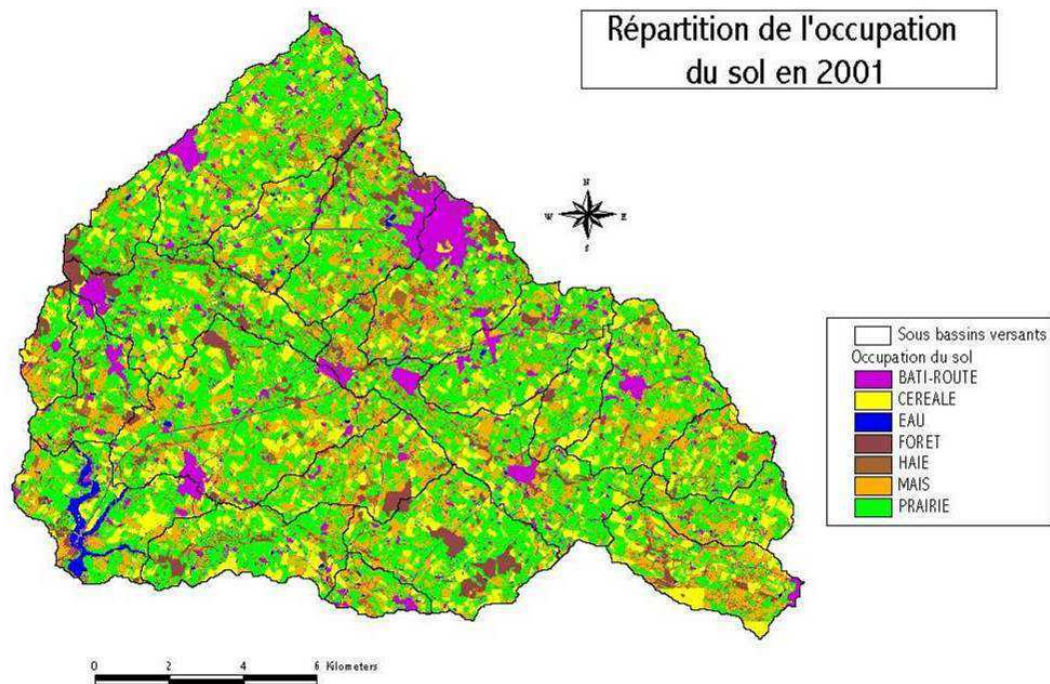 Répartition de l'occupation
du sol en 2001
N
W
E
S
Sous bassins versants
Occupation du sol
BATI-ROUTE
CEREALE
EAU
FORET
HAIE
MAIS
PRAIRIE
0 2 4 6 Kilometers